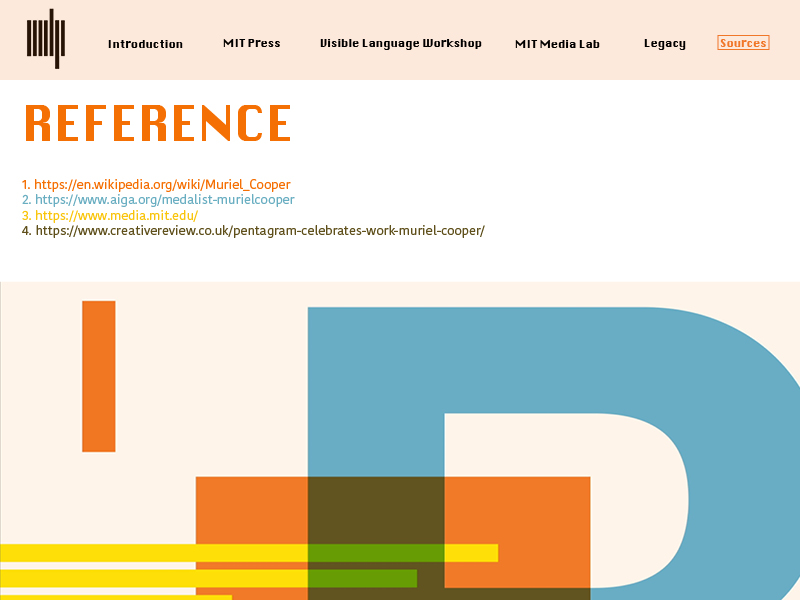 Introduction
MIT Press
Visible Language Workshop
MIT Media Lab
Legacy
Sources
REFERENCE
1. https://en.wikipedia.org/wiki/Muriel_Cooper
2. https://www.aiga.org/medalist-murielcooper
3. https://www.media.mit.edu/
4. https://www.creativereview.co.uk/pentagram-celebrates-work-muriel-cooper/